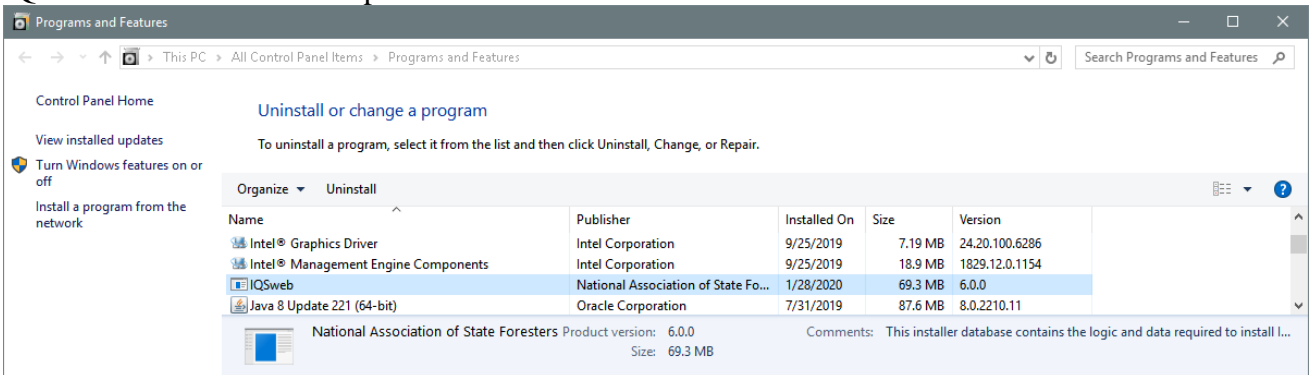 Programs and Features
This PC > All Control Panel Items > Programs and Features
Search Programs and Features
Control Panel Home
View installed updates
Turn Windows features on or
off
Install a program from the
network
Uninstall or change a program
To uninstall a program, select it from the list and then click Uninstall, Change, or Repair.
Organize Uninstall
Name Publisher Installed On Size Version
Intel® Graphics Driver Intel Corporation 9/25/2019 7.19 MB 24.20.100.6286
Intel® Management Engine Components Intel Corporation 9/25/2019 18.9 MB 1829.12.0.1154
IQSweb National Association of State Fo... 1/28/2020 69.3 MB 6.0.0
Java 8 Update 221 (64-bit) Oracle Corporation 7/31/2019 87.6 MB 8.0.2210.11
National Association of State Foresters Product version: 6.0.0 Comments: This installer database contains the logic and data required to install I...
Size: 69.3 MB